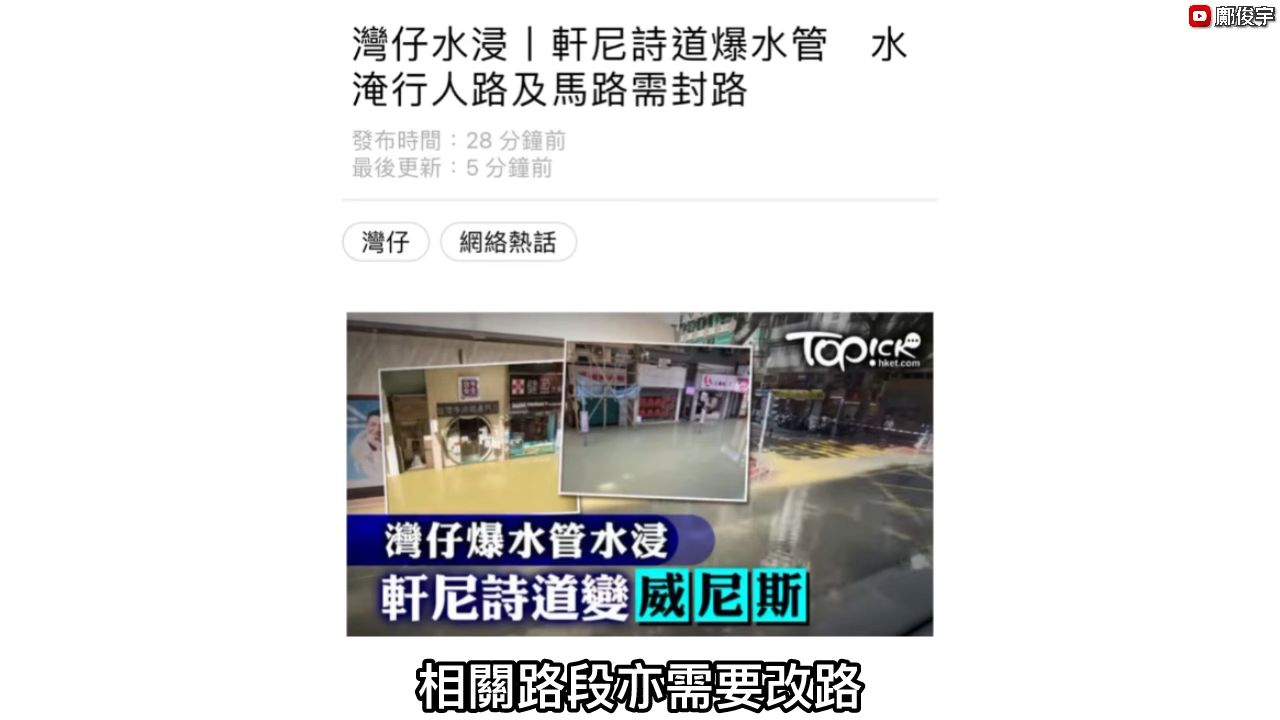 鄺俊宇
灣仔水浸丨軒尼詩道爆水管　水
淹行人路及馬路需封路
發布時間：28 分鐘前
最後更新：5 分鐘前
灣仔
網絡熱話
TOPICK
hket.com
灣仔爆水管水浸
軒尼詩道變威尼斯
相關路段亦需要改路